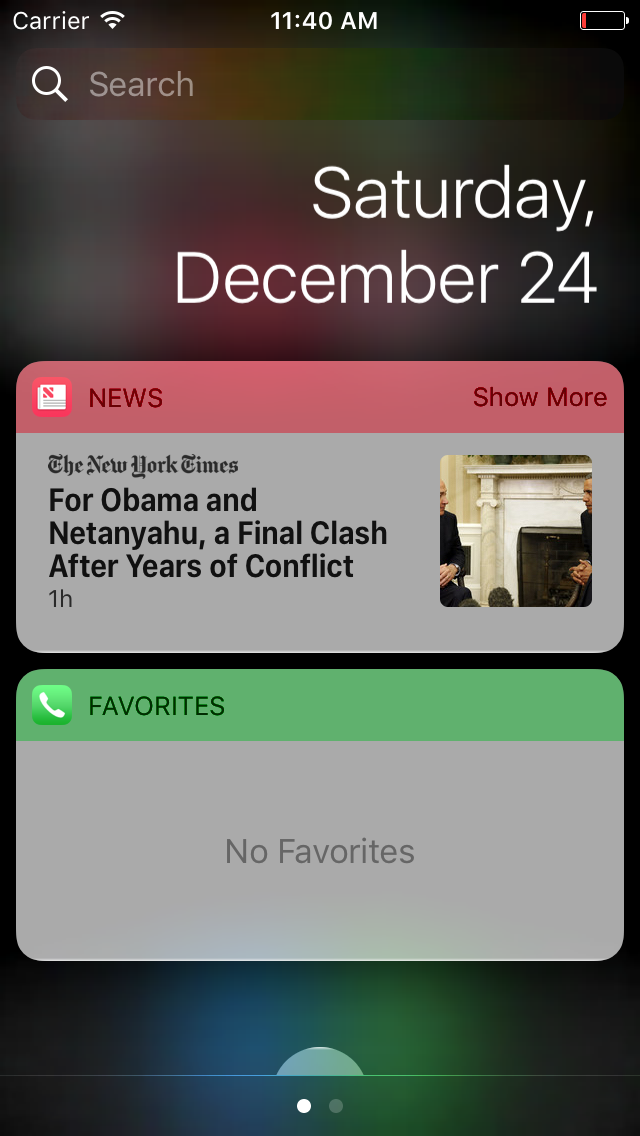 Carrier 11:40 AM
Search
Saturday,
December 24
NEWS Show More
The New York Times
For Obama and
Netanyahu, a Final Clash
After Years of Conflict
1h
FAVORITES
No Favorites